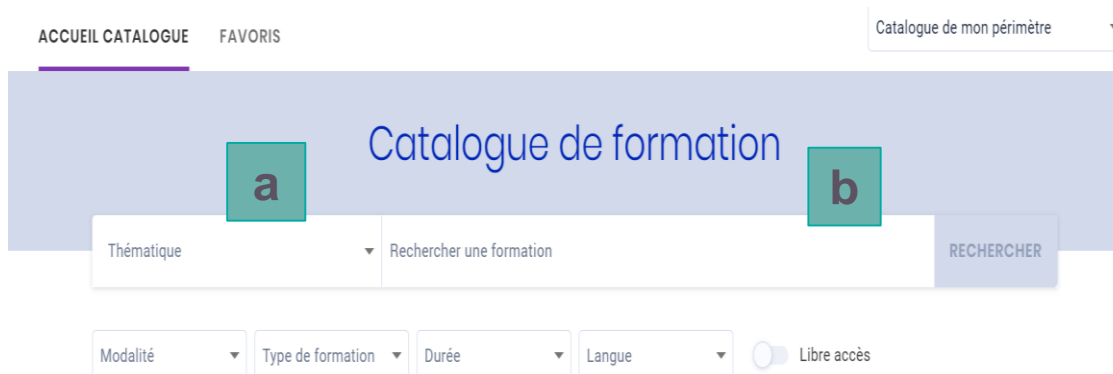 ACCUEIL CATALOGUE FAVORIS Catalogue de mon périmètre
Catalogue de formation
a b
Thématique Rechercher une formation RECHERCHER
Modalité Type de formation Durée Langue Libre accès